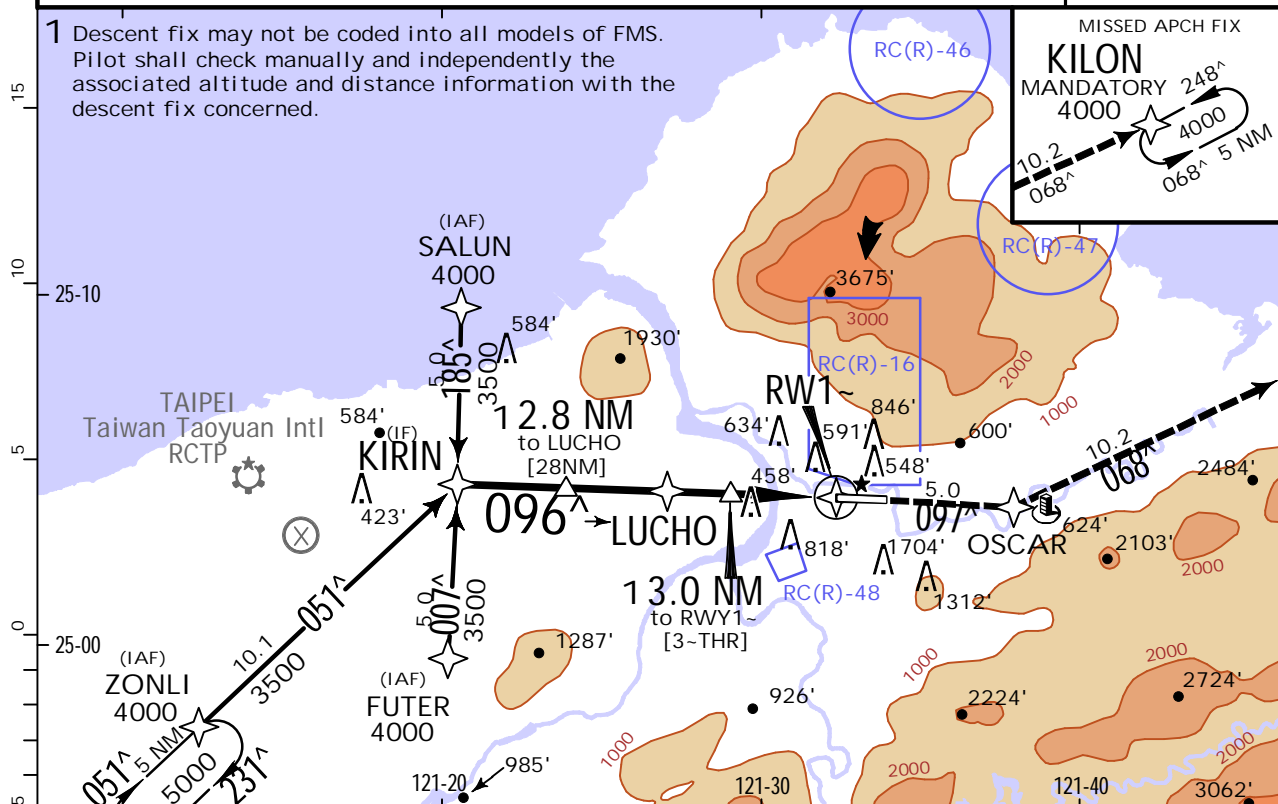 1 Descent fix may not be coded into all models of FMS.
Pilot shall check manually and independently the
associated altitude and distance information with the
descent fix concerned.
MISSED APCH FIX
KILON
MANDATORY
4000
248^
4000
068^ 5 NM
10.2
068^
RC(R)-46
RC(R)-47
15
10
5
0
5
25-10
25-00
(IAF)
SALUN
4000
5.0
185^
3500
584'
1930'
3675'
3000
RC(R)-16
2000
1000
TAIPEI
Taiwan Taoyuan Intl
RCTP
584'
(IF)
KIRIN
423'
12.8 NM
to LUCHO
[28NM]
096^
LUCHO
RW1~
634'
591'
846'
548'
458'
600'
5.0
097^
OSCAR
10.2
068^
2484'
624'
2103'
2000
818'
1704'
1312'
RC(R)-48
13.0 NM
to RWY1~
[3~THR]
X
051^
10.1
3500
5.0
007^
3500
(IAF)
ZONLI
4000
(IAF)
FUTER
4000
1287'
926'
1000
2224'
2000
2724'
051^
5 NM
5000
231^
985'
1000
2000
2000
3062'
121-20
121-30
121-40